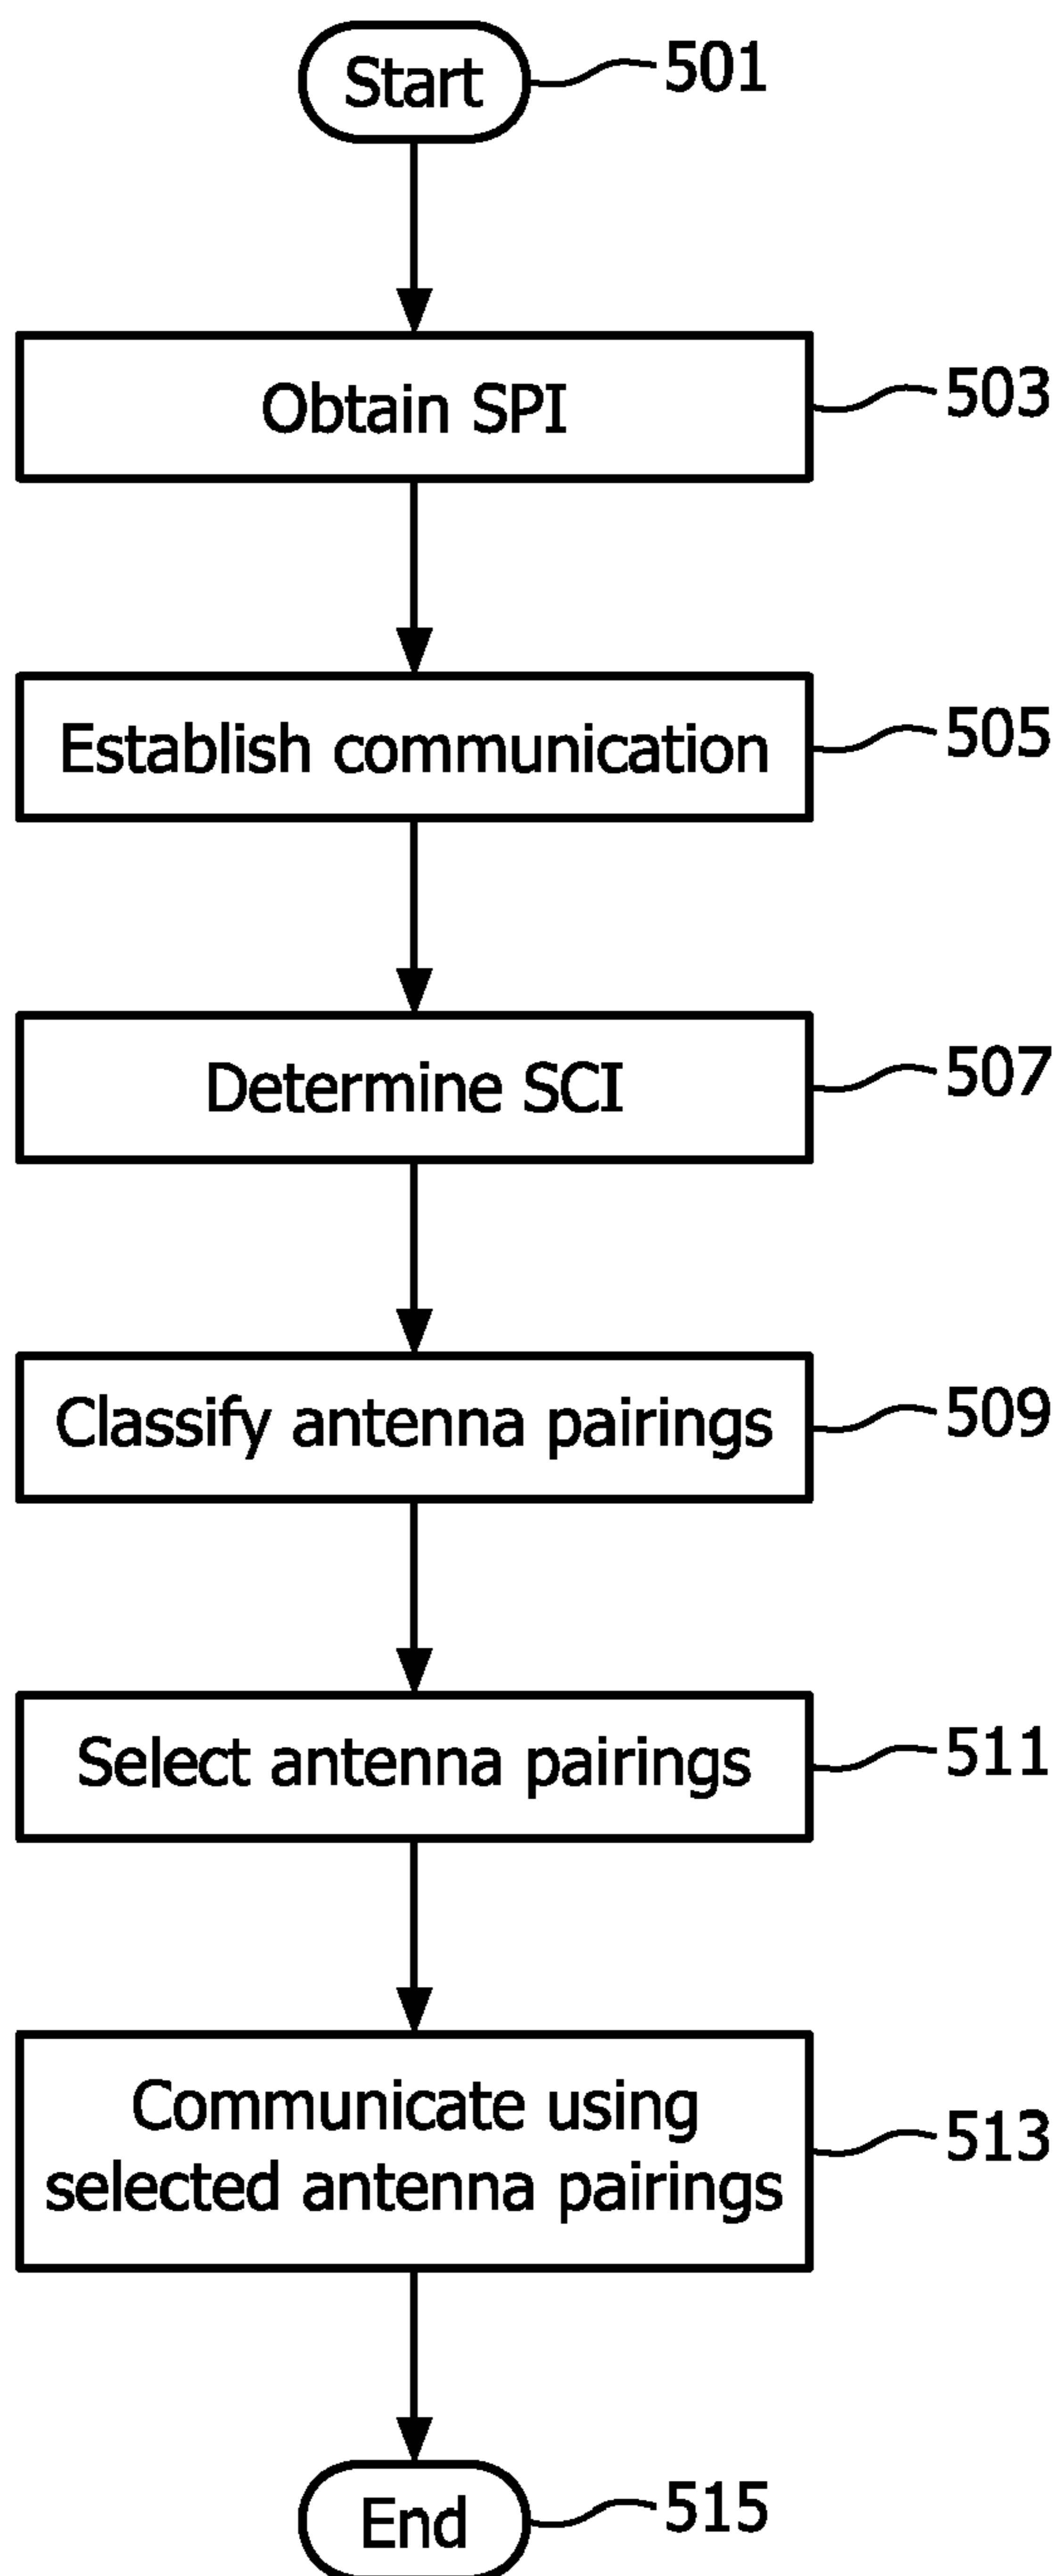 Start
501
Obtain SPI
503
Establish communication
505
Determine SCI
507
Classify antenna pairings
509
Select antenna pairings
511
Communicate using
selected antenna pairings
513
End
515